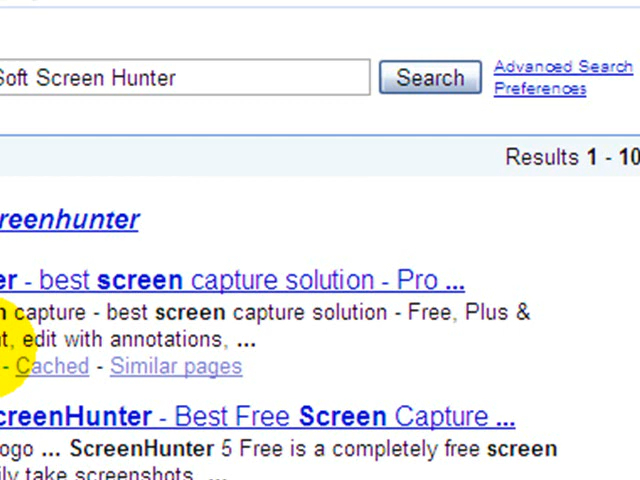 Soft Screen Hunter
Search
Advanced Search
Preferences
Results 1 - 10
reenhunter
er - best screen capture solution - Pro ...
n capture - best screen capture solution - Free, Plus &
t, edit with annotations, ...
- Cached - Similar pages
creenHunter - Best Free Screen Capture ...
ogo ... ScreenHunter 5 Free is a completely free screen
ily take screenshots. ...